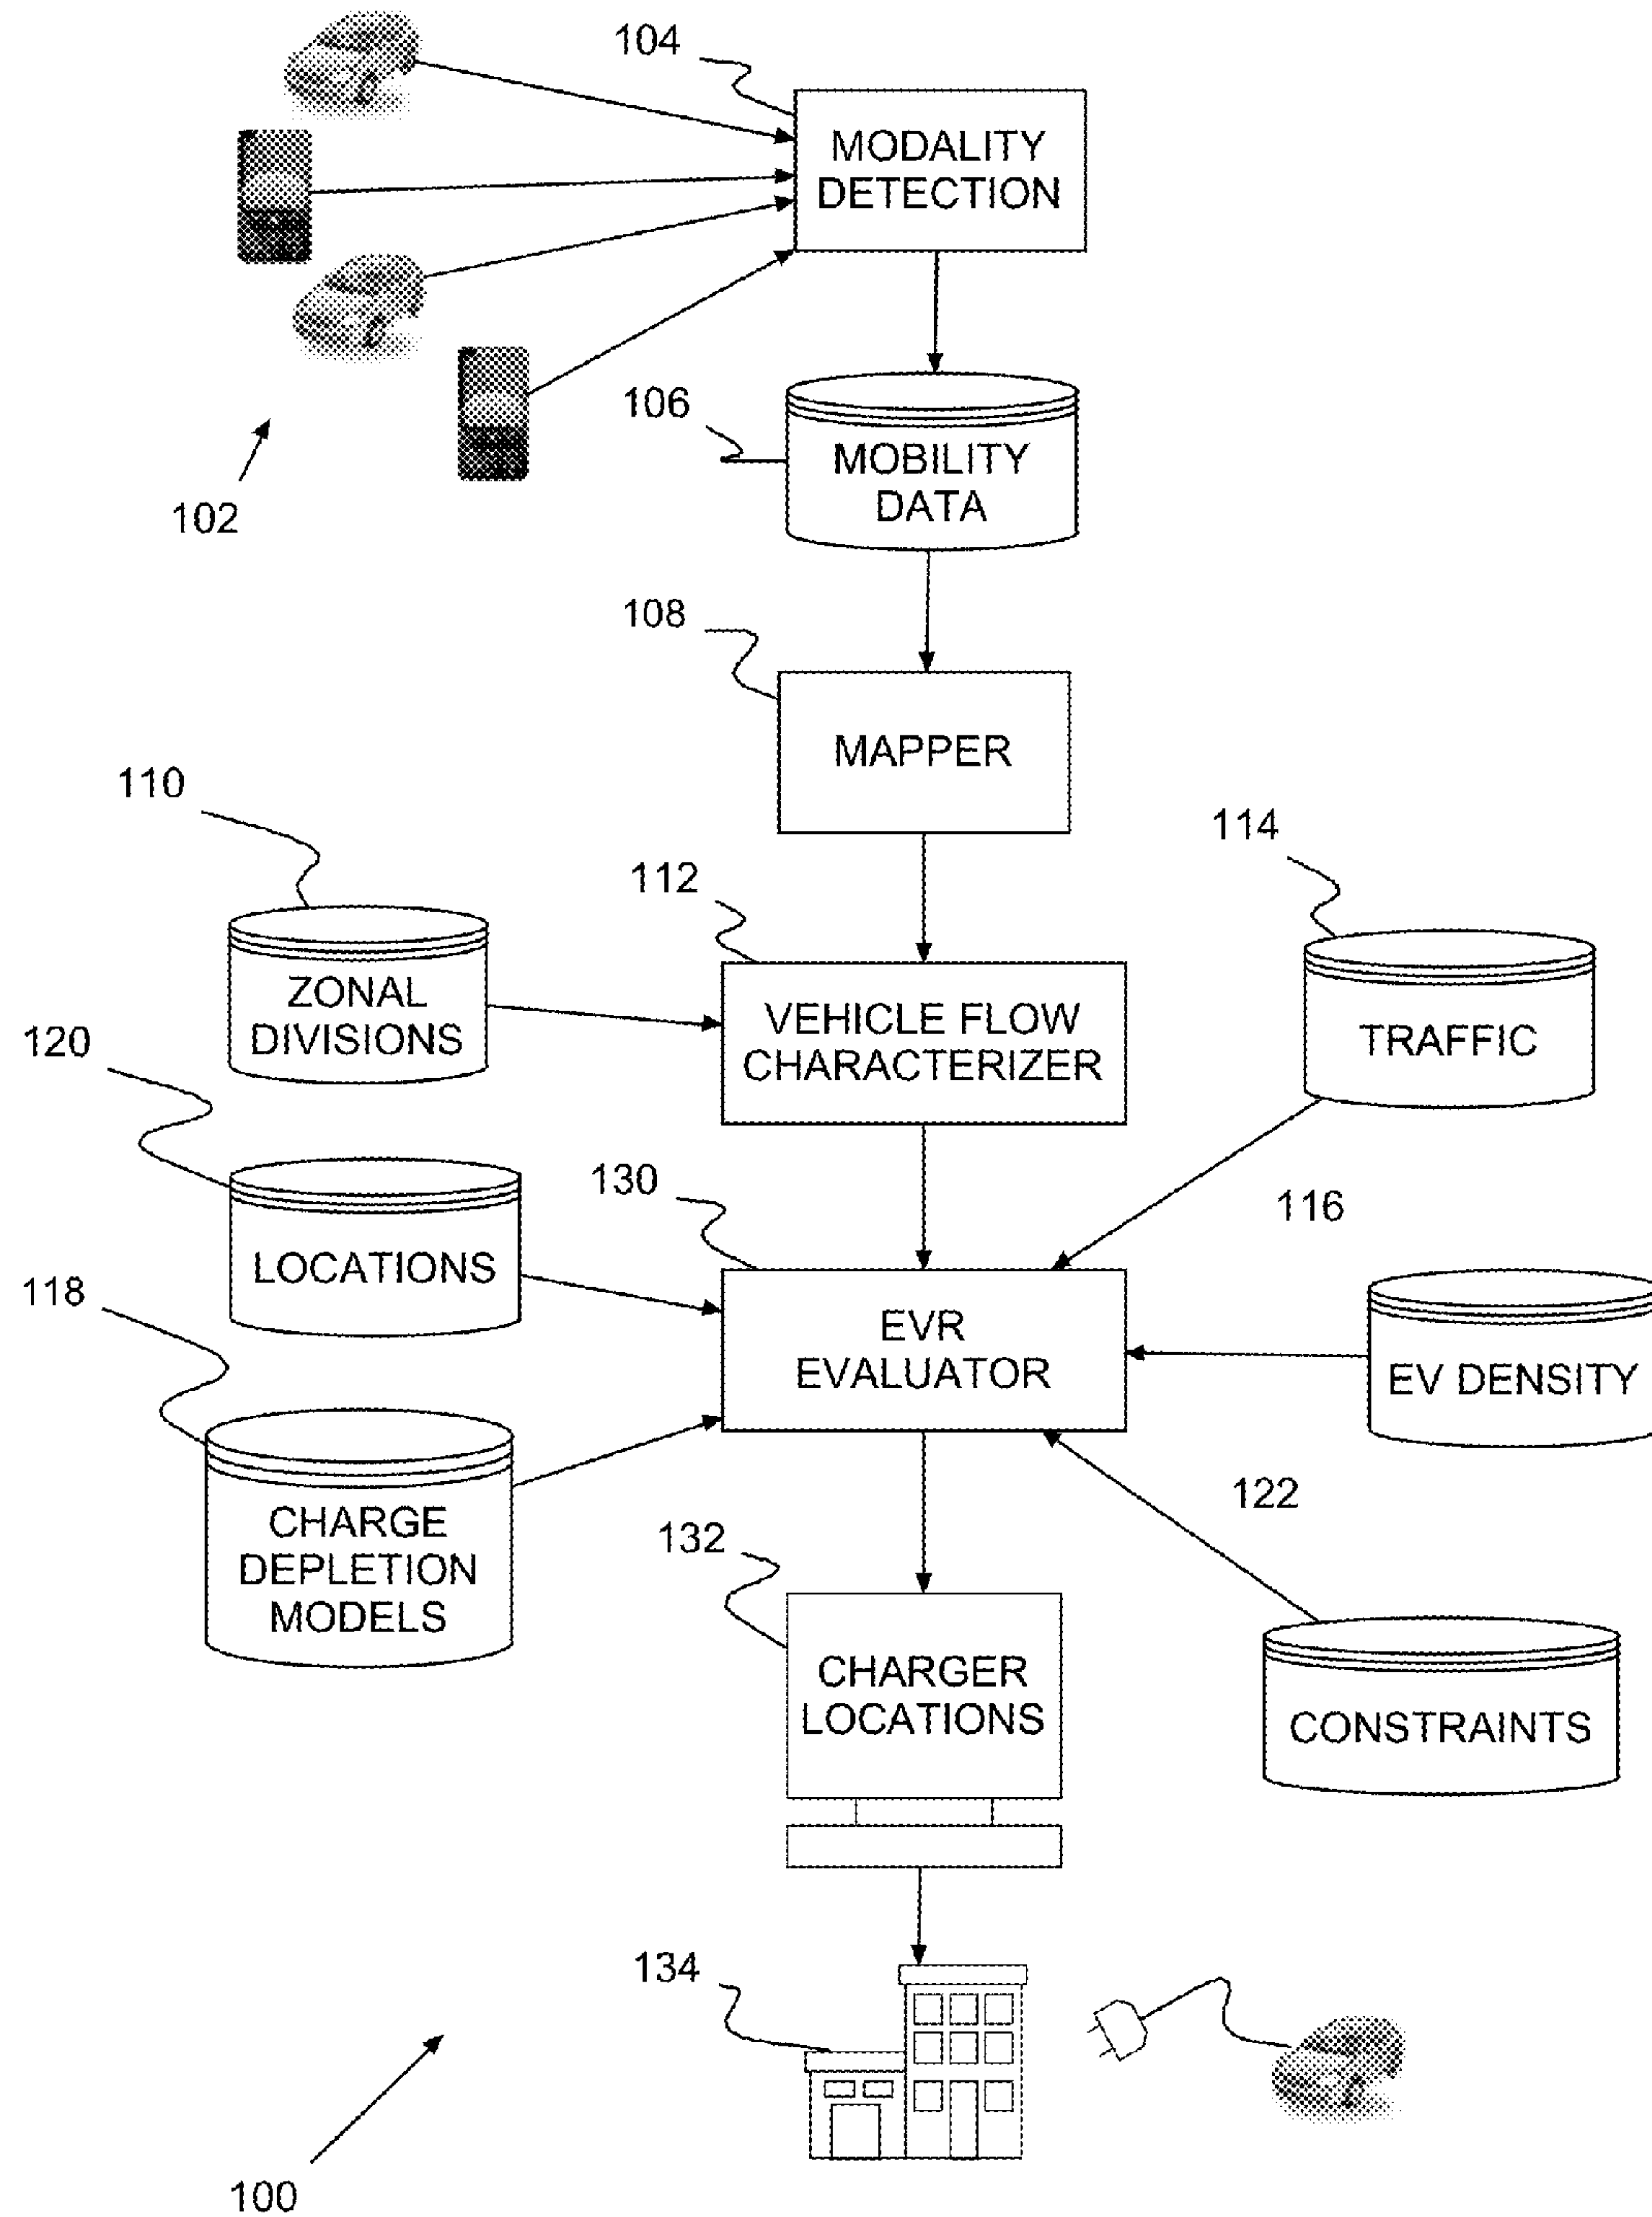 104
MODALITY
DETECTION
106
MOBILITY
DATA
102
108
MAPPER
110
114
112
ZONAL
DIVISIONS
VEHICLE FLOW
CHARACTERIZER
TRAFFIC
120
130
116
LOCATIONS
118
EVR
EVALUATOR
EV DENSITY
122
CHARGE
DEPLETION
MODELS
132
CHARGER
LOCATIONS
CONSTRAINTS
134
100